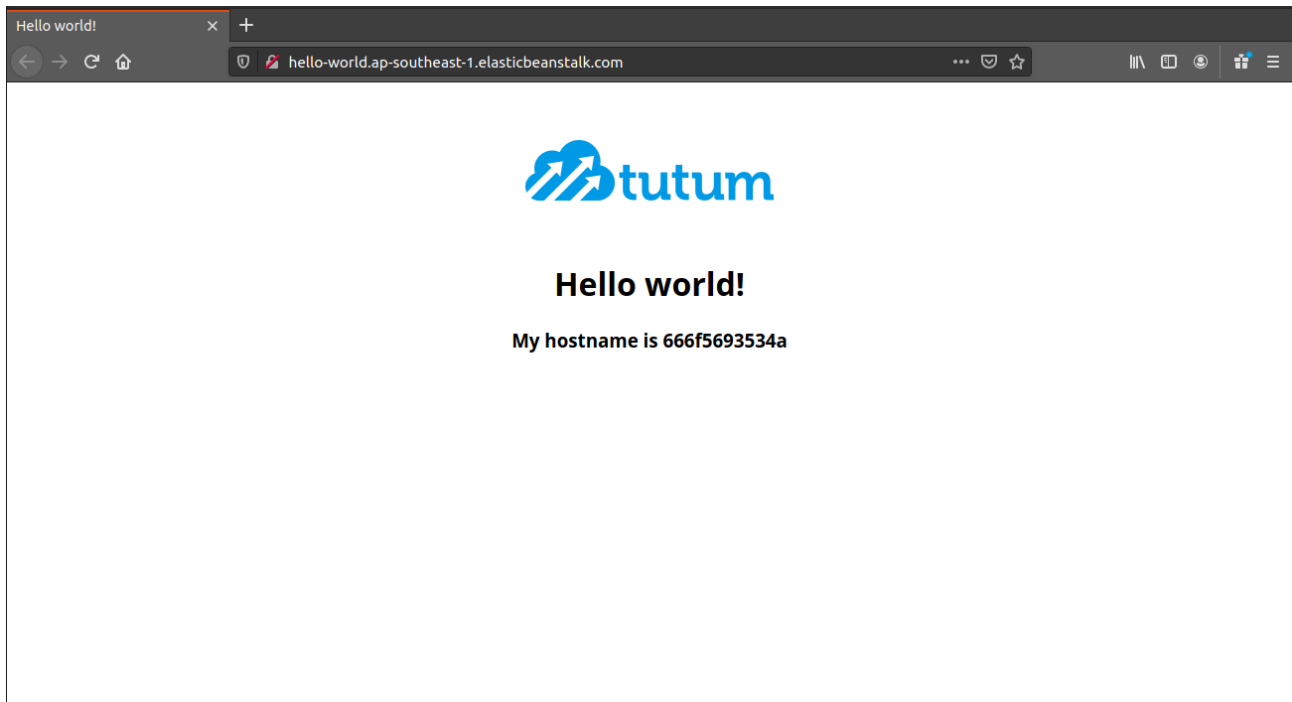 Hello world!
hello-world.ap-southeast-1.elasticbeanstalk.com
tutum
Hello world!
My hostname is 666f5693534a